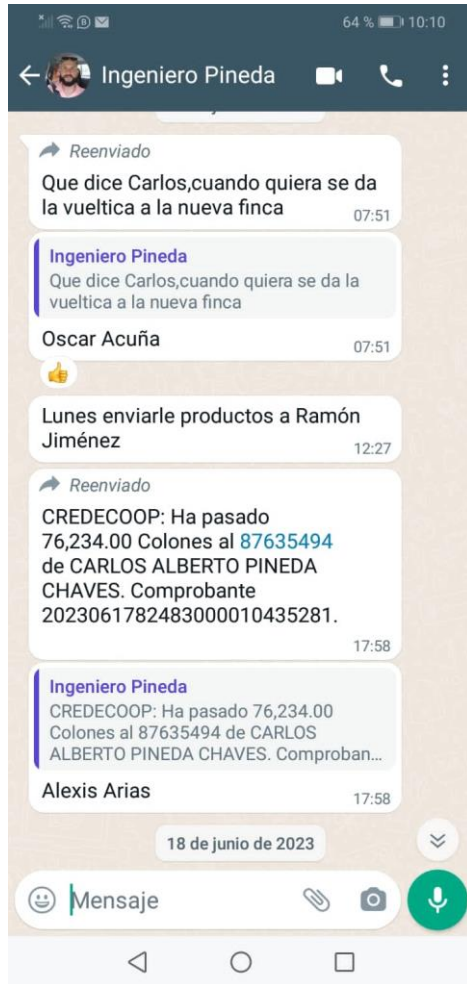 64 % 10:10
Ingeniero Pineda
Reenviado
Que dice Carlos,cuando quiera se da
la vueltica a la nueva finca
07:51
Ingeniero Pineda
Que dice Carlos,cuando quiera se da la
vueltica a la nueva finca
Oscar Acuña
07:51
Lunes enviarle productos a Ramón
Jiménez
12:27
Reenviado
CREDECOOP: Ha pasado
76,234.00 Colones al 87635494
de CARLOS ALBERTO PINEDA
CHAVES. Comprobante
2023061782483000010435281.
17:58
Ingeniero Pineda
CREDECOOP: Ha pasado 76,234.00
Colones al 87635494 de CARLOS
ALBERTO PINEDA CHAVES. Comproban...
Alexis Arias
17:58
18 de junio de 2023
Mensaje